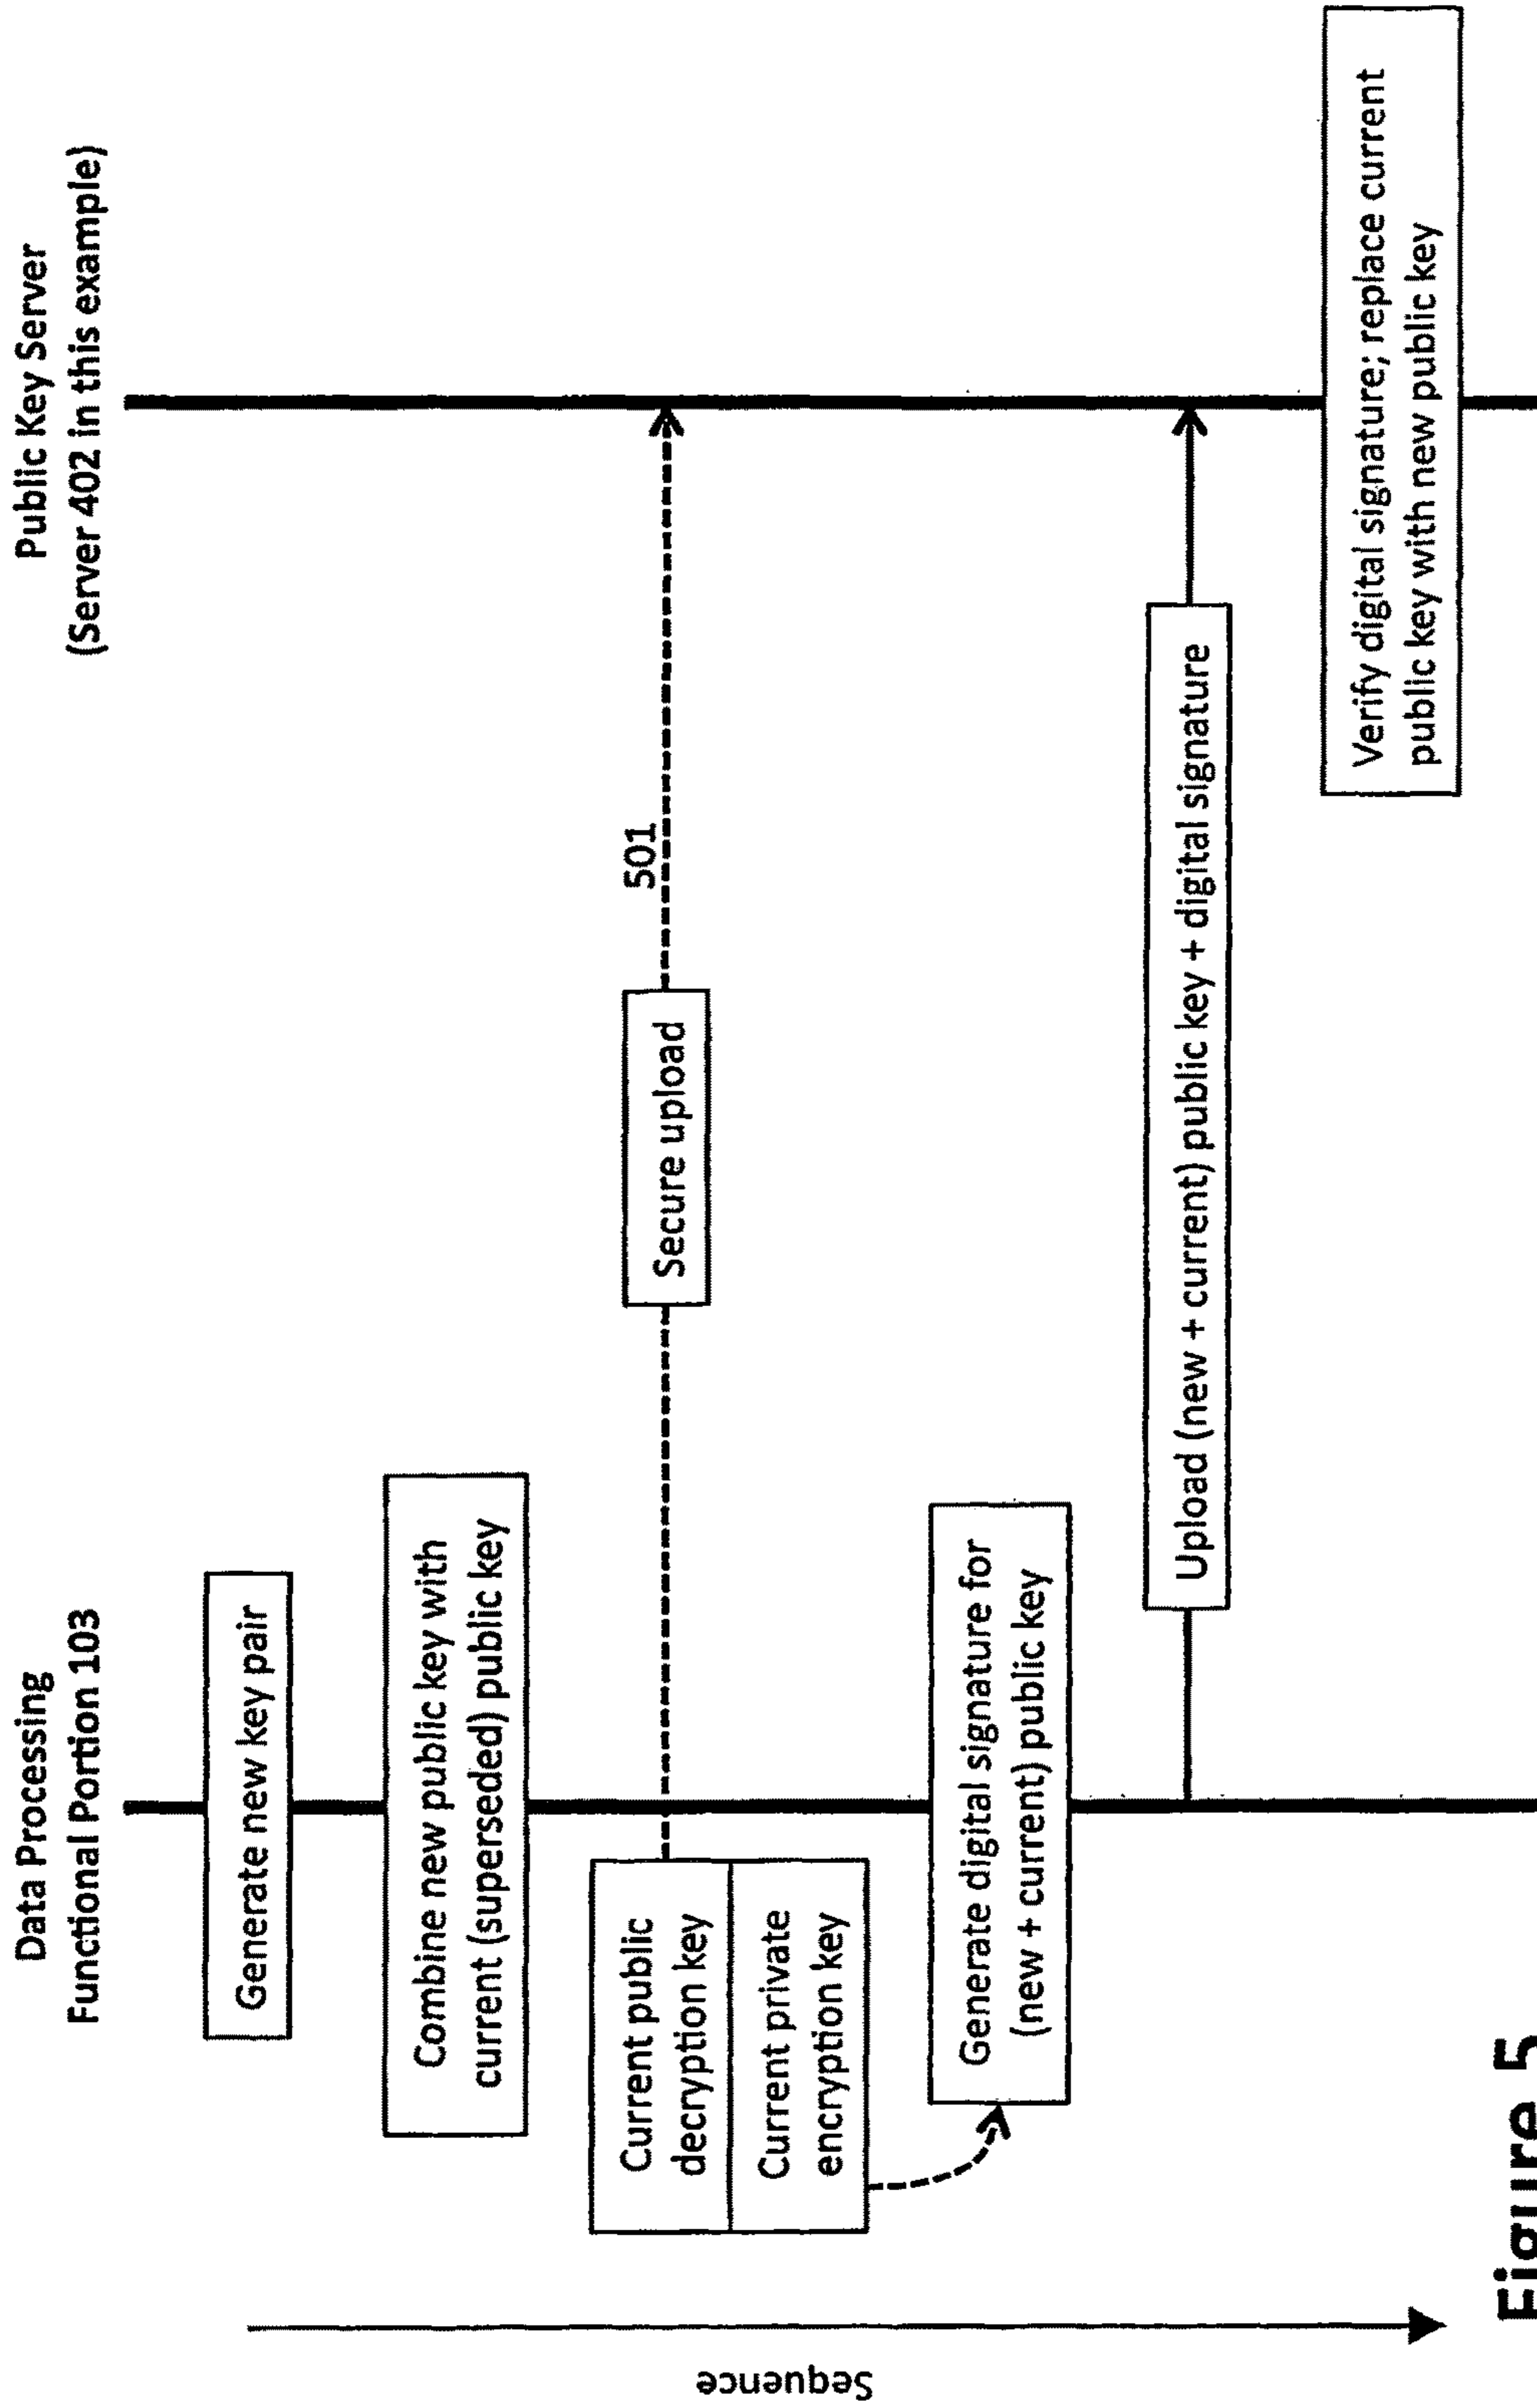 Data Processing
Functional Portion 103
Public Key Server
(Server 402 in this example)
Generate new key pair
Combine new public key with
current (superseded) public key
Current public
decryption key
Current private
encryption key
Secure upload
501
Generate digital signature for
(new + current) public key
Upload (new + current) public key + digital signature
Verify digital signature; replace current
public key with new public key
Sequence
Figure 5